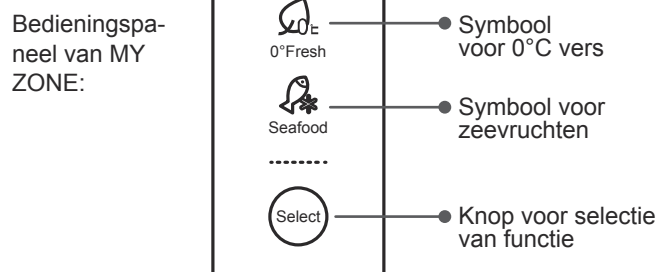 Bedieningspa-
neel van MY
ZONE:
0°Fresh
Symbool
voor 0°C vers
Seafood
Symbool voor
zeevruchten
Select
Knop voor selectie
van functie